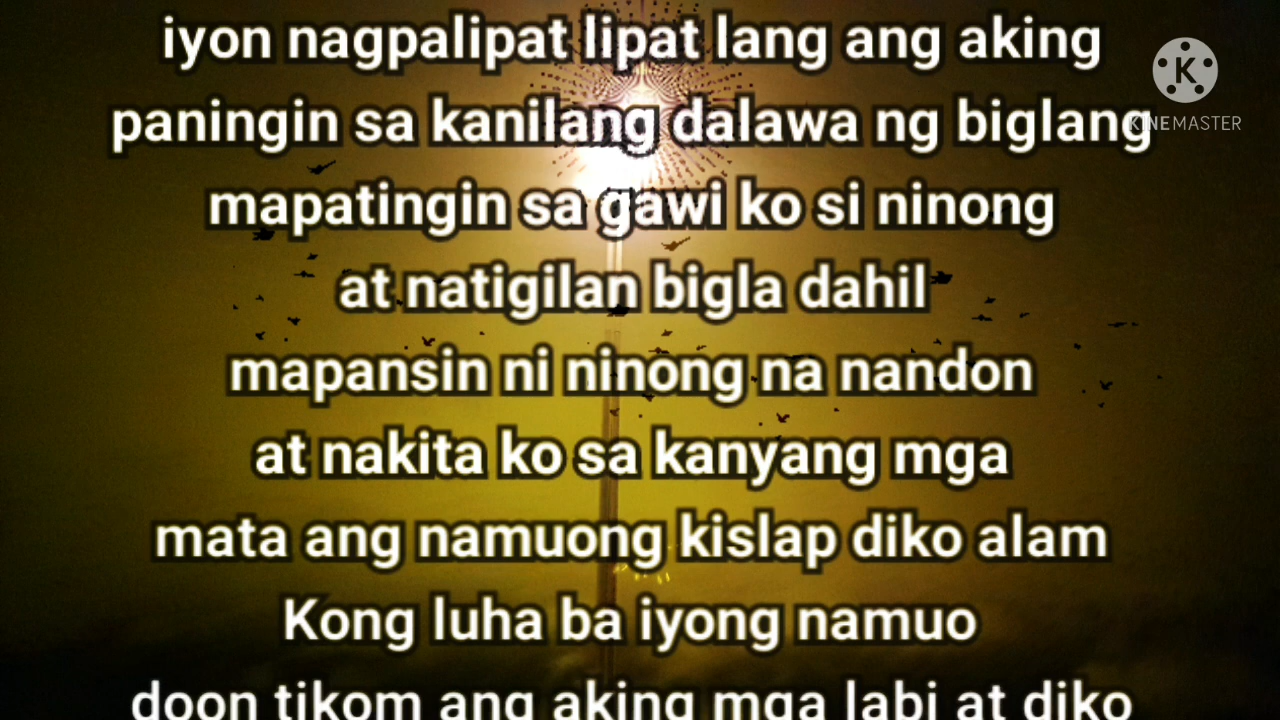 iyon nagpalipat lipat lang ang aking
paningin sa kanilang dalawa ng biglang
KINEMASTER
mapatingin sa gawi ko si ninong
at natigilan bigla dahil
mapansin ni ninong na nandon
at nakita ko sa kanyang mga
mata ang namuong kislap diko alam
Kong luha ba iyong namuo
doon tikom ang aking mga labi at diko